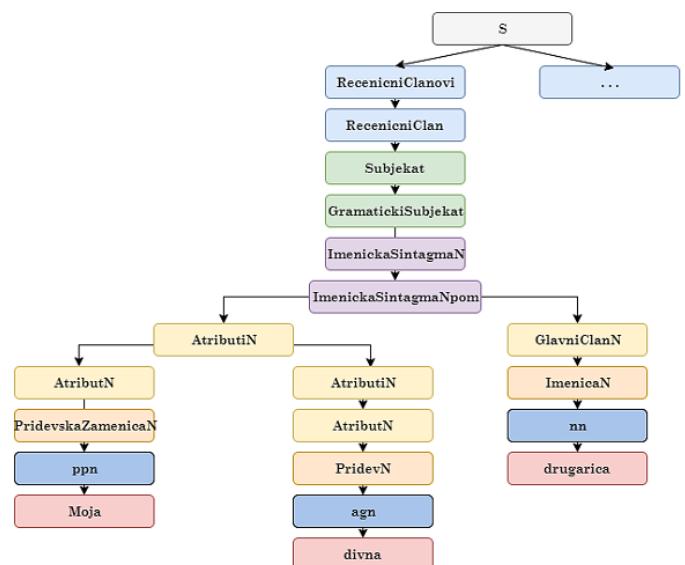 S
RecenicniClanovi
...
RecenicniClan
Subjekat
GramatickiSubjekat
ImenickaSintagmaN
ImenickaSintagmaNpom
AtributiN
GlavniClanN
AtributN
AtributiN
ImenicaN
PridevskaZamenicaN
AtributN
nn
ppn
PridevN
drugarica
Moja
agn
divna